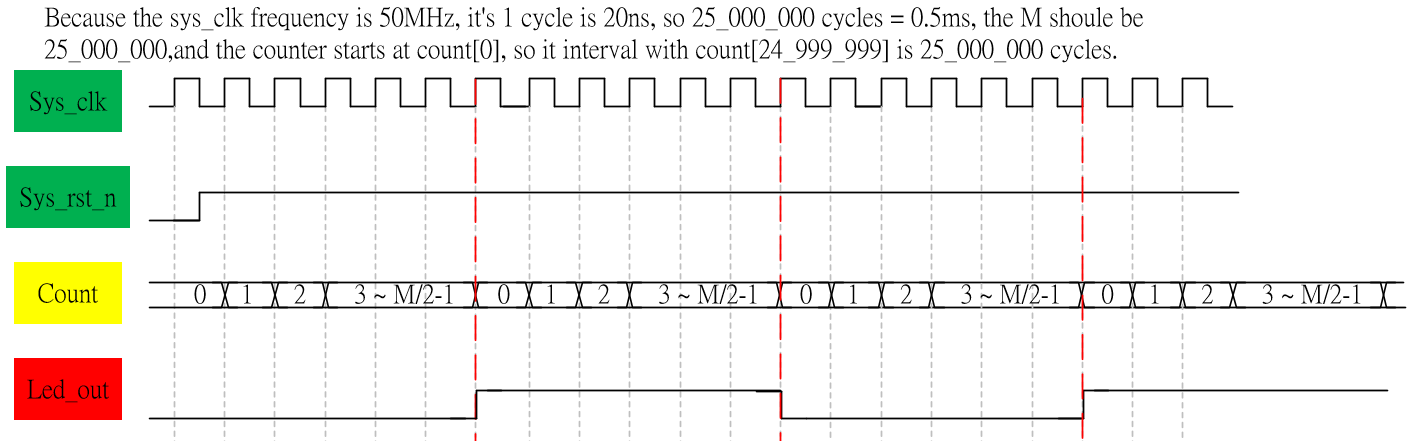 Because the sys_clk frequency is 50MHz, it's 1 cycle is 20ns, so 25_000_000 cycles = 0.5ms, the M shoule be
25_000_000,and the counter starts at count[0], so it interval with count[24_999_999] is 25_000_000 cycles.
Sys_clk
Sys_rst_n
Count
0 1 2 3 ~ M/2-1 0 1 2 3 ~ M/2-1 0 1 2 3 ~ M/2-1 0 1 2 3 ~ M/2-1
Led_out